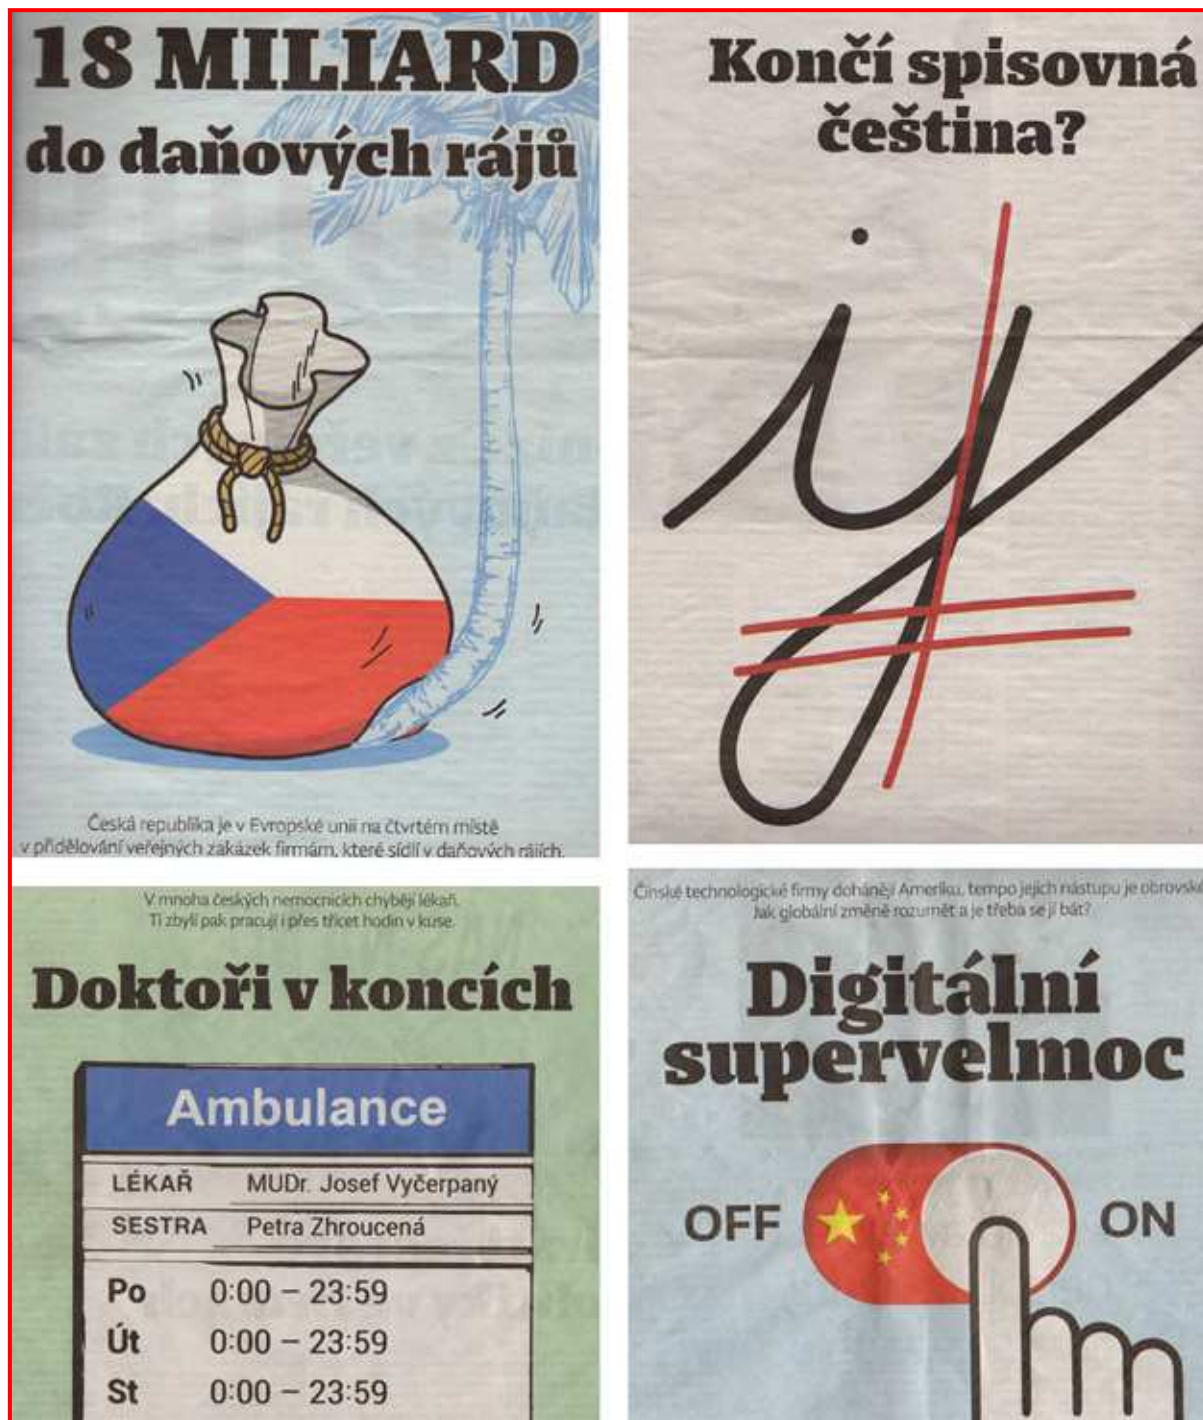 18 MILIARD
do daňových rájů
Česká republika je v Evropské unii na čtvrtém místě
v přidělování veřejných zakázek firmám, které sídlí v daňových rájích.
Končí spisovná
čeština?
y
V mnoha českých nemocnicích chybějí lékaři.
Ti zbylí pak pracují i přes třicet hodin v kuse.
Doktoři v koncích
Ambulance
LÉKAŘ MUDr. Josef Vyčerpaný
SESTRA Petra Zhroucená
Po 0:00 – 23:59
Út 0:00 – 23:59
St 0:00 – 23:59
Čínské technologické firmy dohánějí Ameriku, tempo jejich nástupu je obrovské
Jak globální změně rozumět a je třeba se jí bát?
Digitální
supervelmoc
OFF ON